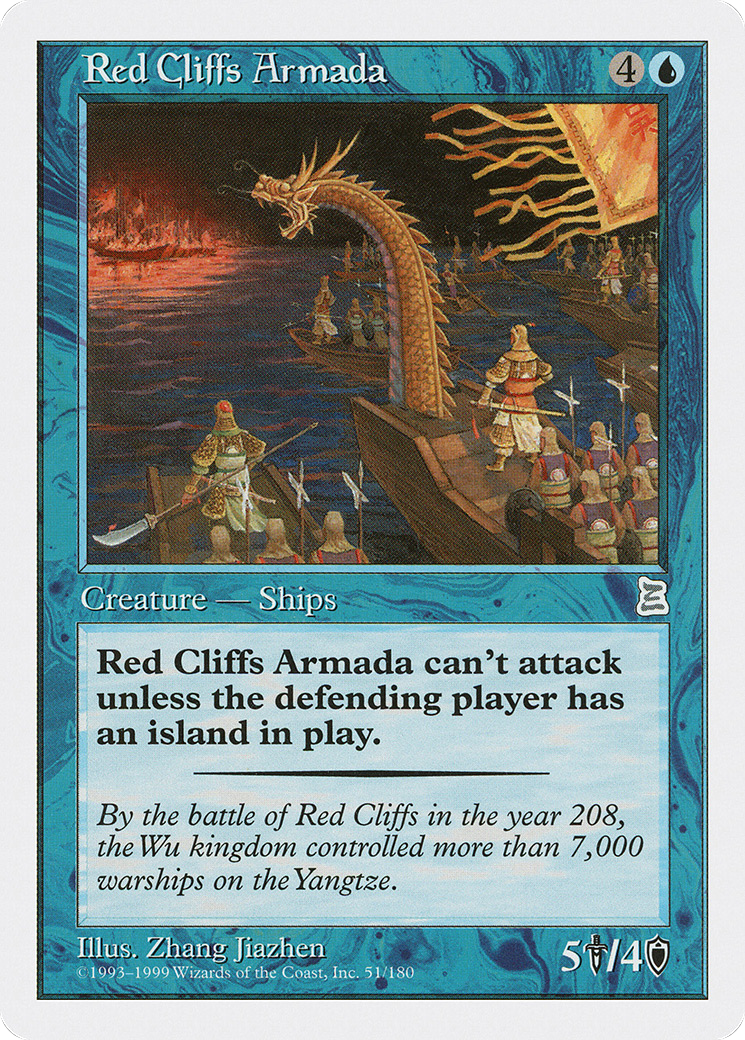 Red Cliffs Armada 4
Creature — Ships
Red Cliffs Armada can't attack
unless the defending player has
an island in play.
By the battle of Red Cliffs in the year 208,
the Wu kingdom controlled more than 7,000
warships on the Yangtze.
Illus. Zhang Jiazhen
©1993–1999 Wizards of the Coast, Inc. 51/180
5/4